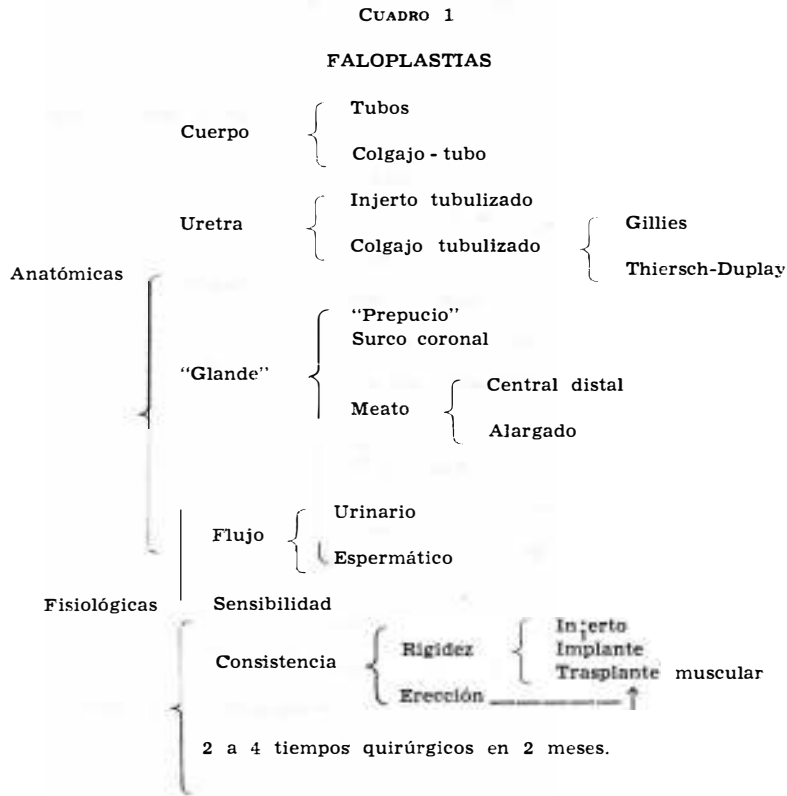 CUADRO 1
FALOPLASTIAS
Cuerpo
Tubos
Colgajo - tubo
Uretra
Injerto tubulizado
Colgajo tubulizado
Gillies
Thiersch-Duplay
Anatómicas
“Glande”
“Prepucio”
Surco coronal
Meato
Central distal
Alargado
Flujo
Urinario
Espermático
Fisiológicas
Sensibilidad
Consistencia
Rigidez
Injerto
Implante
Trasplante muscular
Erección
2 a 4 tiempos quirúrgicos en 2 meses.